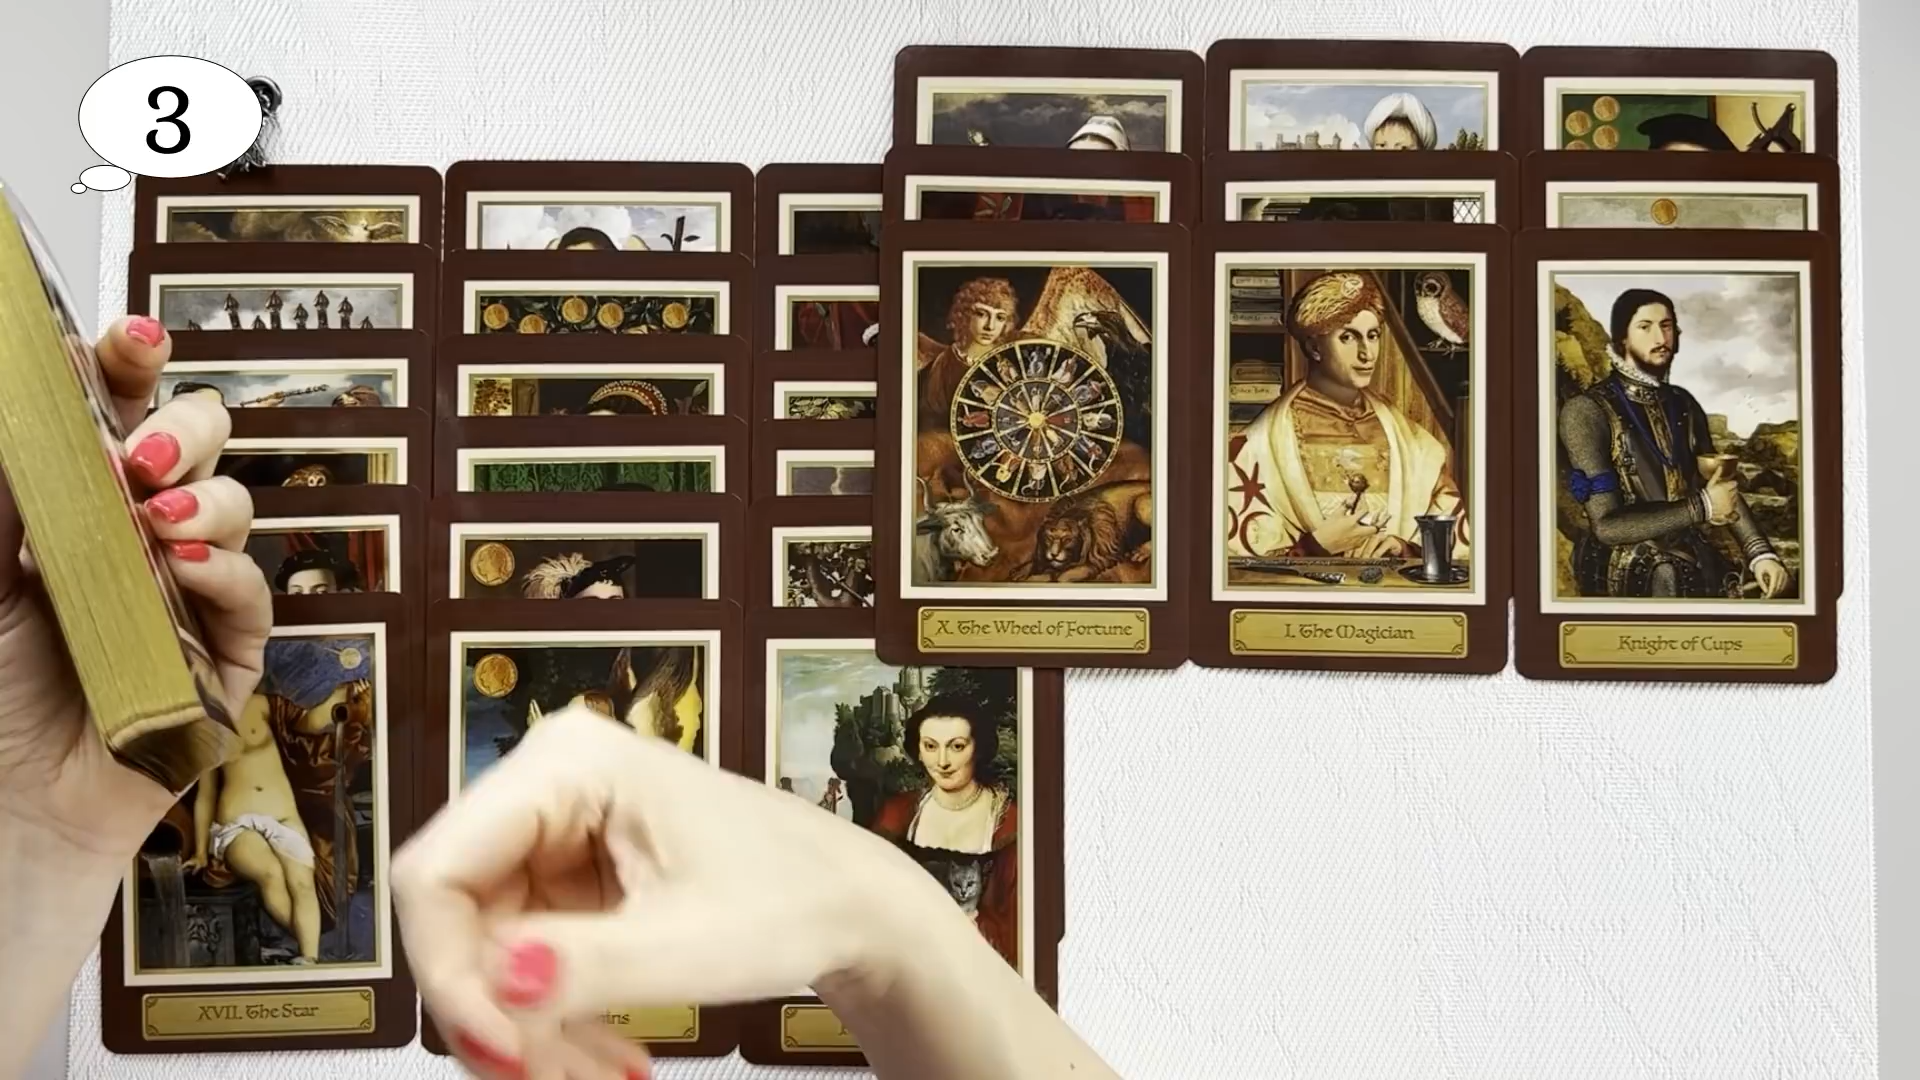 3
X. The Wheel of Fortune
I. The Magician
Knight of Cups
XVII. The Star